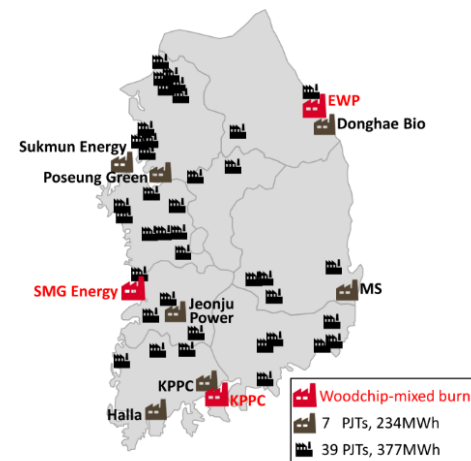 EWP
Donghae Bio
Sukmun Energy
Poseung Green
SMG Energy
MS
Jeonju
Power
KPPC
KPPC
Halla
Woodchip-mixed burn
7 PJTs, 234MWh
39 PJTs, 377MWh